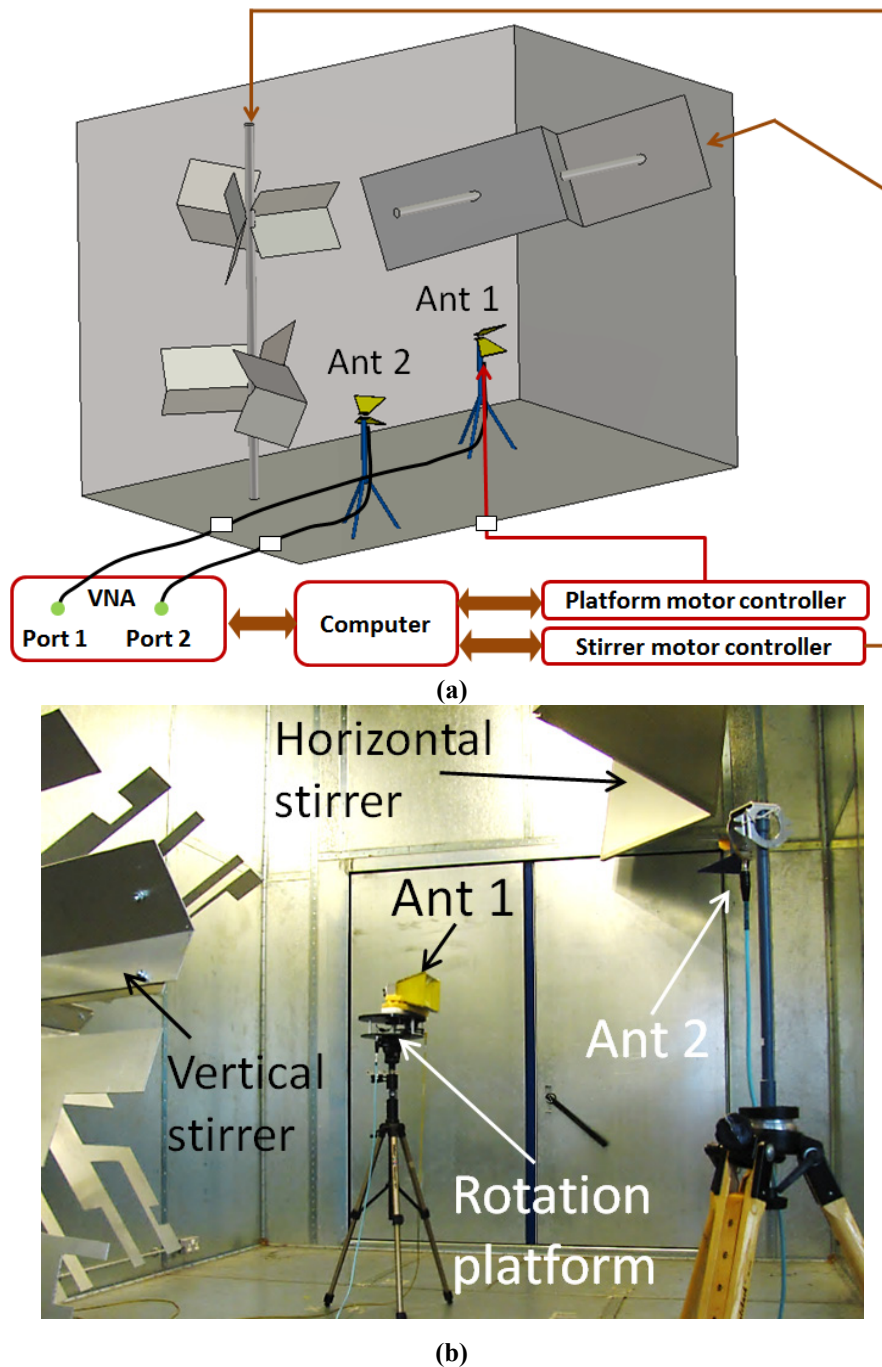 Ant 1
Ant 2
VNA
Port 1 Port 2
Computer
Platform motor controller
Stirrer motor controller
(a)
Horizontal
stirrer
Ant 1
Ant 2
Vertical
stirrer
Rotation
platform
(b)